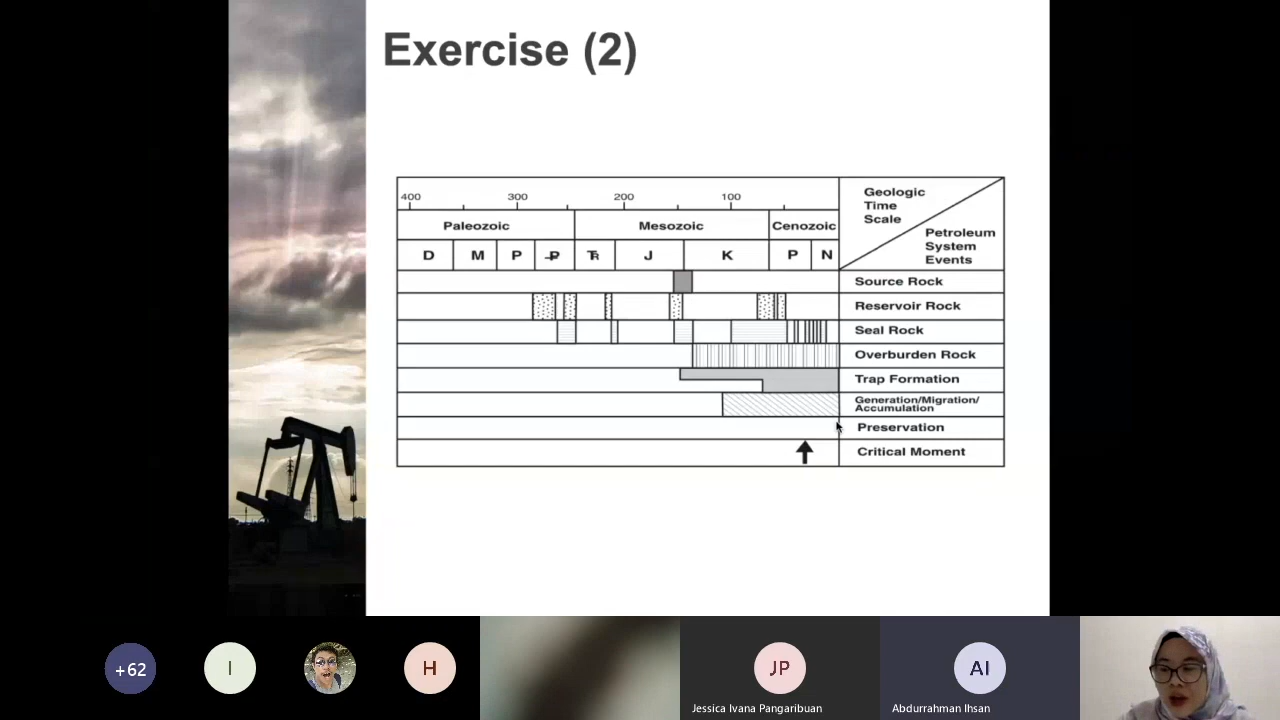 Exercise (2)
400 300 200 100
Geologic
Time
Scale
Paleozoic Mesozoic Cenozoic
Petroleum
System
Events
D M P P T J K P N
Source Rock
Reservoir Rock
Seal Rock
Overburden Rock
Trap Formation
Generation/Migration/
Accumulation
Preservation
Critical Moment
+62
I
H
JP
AI
Jessica Ivana Pangaribuan
Abdurrahman Ihsan